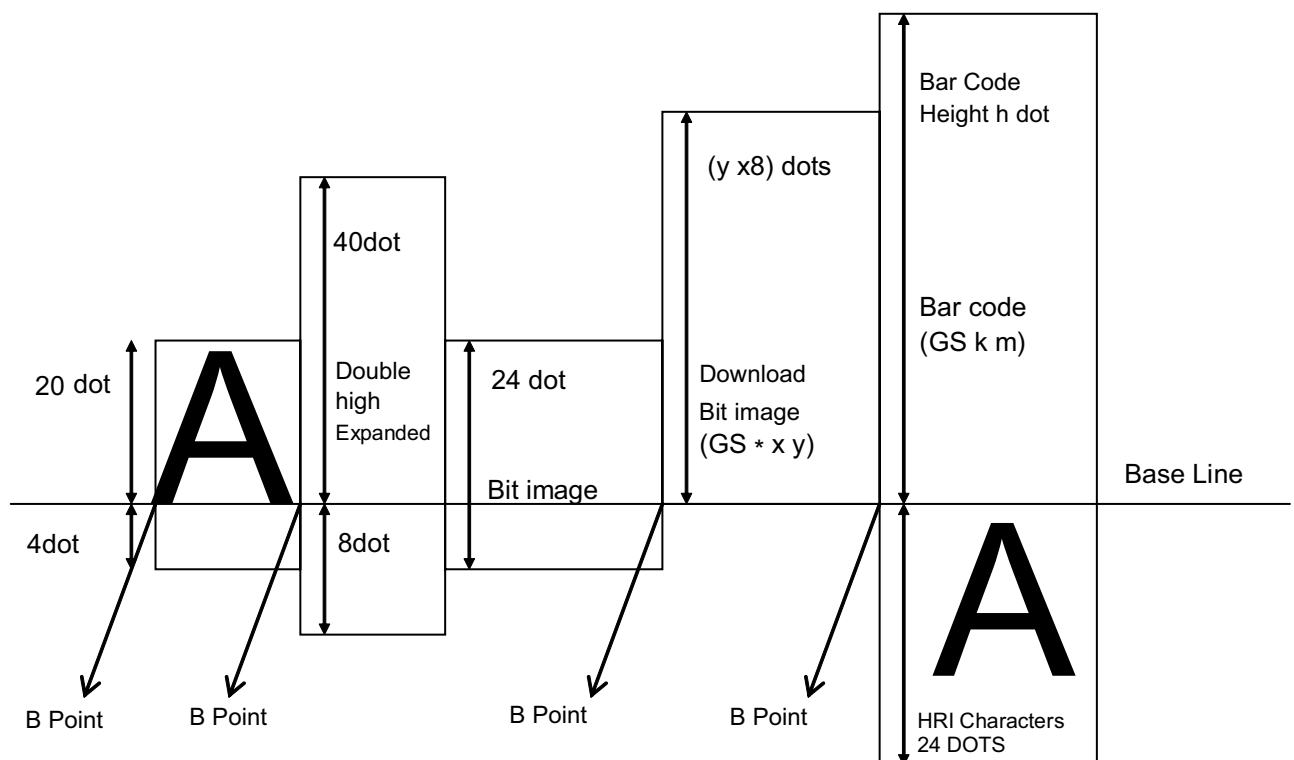 Bar Code
Height h dot
(y x8) dots
40dot
Bar code
(GS k m)
20 dot
A
Double
high
Expanded
24 dot
Download
Bit image
(GS * x y)
Bit image
Base Line
4dot
8dot
A
B Point
B Point
B Point
B Point
HRI Characters
24 DOTS